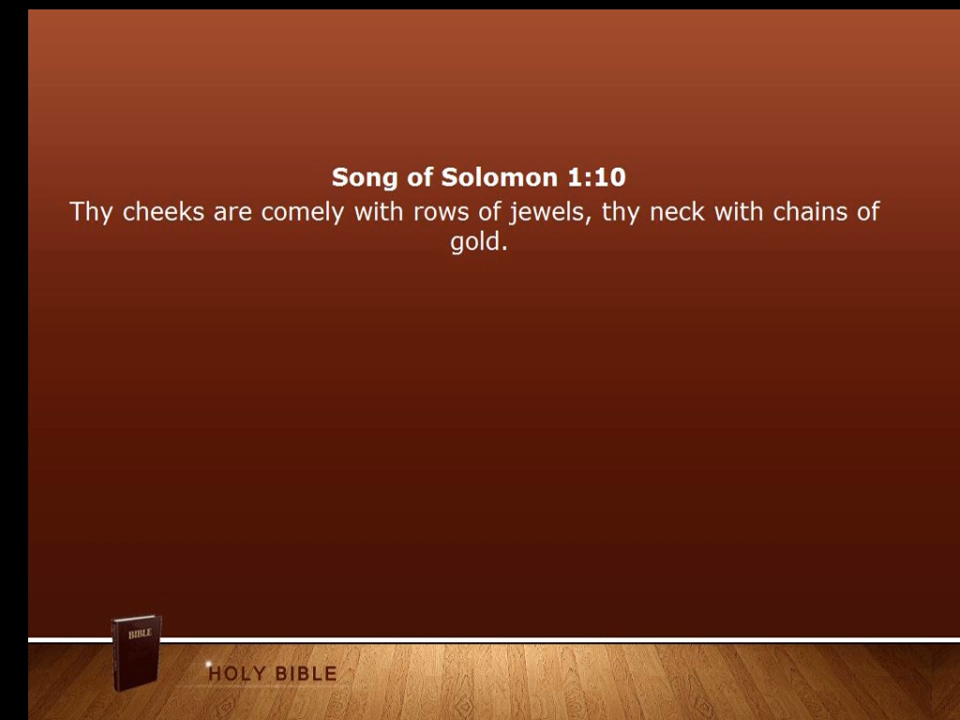 Song of Solomon 1:10
Thy cheeks are comely with rows of jewels, thy neck with chains of
gold.
BIBLE
HOLY BIBLE